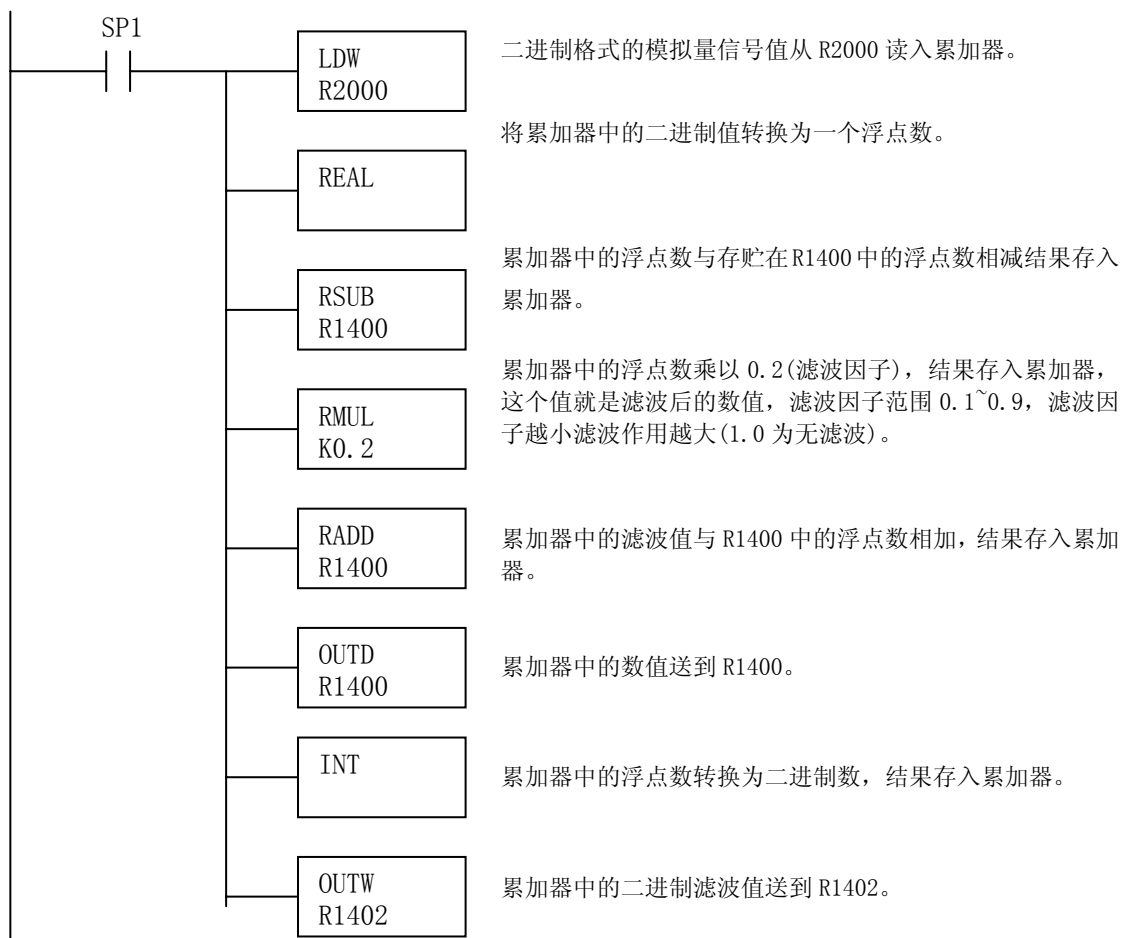 SP1
LDW
R2000
二进制格式的模拟量信号值从 R2000 读入累加器。
将累加器中的二进制值转换为一个浮点数。
REAL
累加器中的浮点数与存贮在 R1400 中的浮点数相减结果存入
累加器。
RSUB
R1400
累加器中的浮点数乘以 0.2(滤波因子)，结果存入累加器，
这个值就是滤波后的数值，滤波因子范围 0.1~0.9，滤波因
子越小滤波作用越大(1.0 为无滤波)。
RMUL
K0.2
RADD
R1400
累加器中的滤波值与 R1400 中的浮点数相加，结果存入累加
器。
OUTD
R1400
累加器中的数值送到 R1400。
INT
累加器中的浮点数转换为二进制数，结果存入累加器。
OUTW
R1402
累加器中的二进制滤波值送到 R1402。